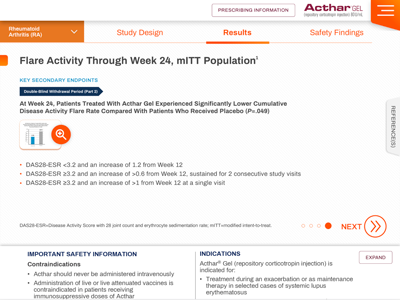 PRESCRIBING INFORMATION
Acthar GEL
(repository corticotropin injection) 80 U/mL
Rheumatoid
Arthritis (RA)
Study Design
Results
Safety Findings
Flare Activity Through Week 24, mITT Population¹
KEY SECONDARY ENDPOINTS
Double-Blind Withdrawal Period (Part 2)
At Week 24, Patients Treated With Acthar Gel Experienced Significantly Lower Cumulative
Disease Activity Flare Rate Compared With Patients Who Received Placebo (P=.049)
• DAS28-ESR <3.2 and an increase of 1.2 from Week 12
• DAS28-ESR ≥3.2 and an increase of >0.6 from Week 12, sustained for 2 consecutive study visits
• DAS28-ESR ≥3.2 and an increase of >1 from Week 12 at a single visit
REFERENCE(S)
DAS28-ESR=Disease Activity Score with 28 joint count and erythrocyte sedimentation rate; mITT=modified intent-to-treat.
NEXT
IMPORTANT SAFETY INFORMATION
Contraindications
• Acthar should never be administered intravenously
• Administration of live or live attenuated vaccines is
contraindicated in patients receiving
immunosuppressive doses of Acthar
INDICATIONS
Acthar® Gel (repository corticotropin injection) is
indicated for:
• Treatment during an exacerbation or as maintenance
therapy in selected cases of systemic lupus
erythematosus
EXPAND